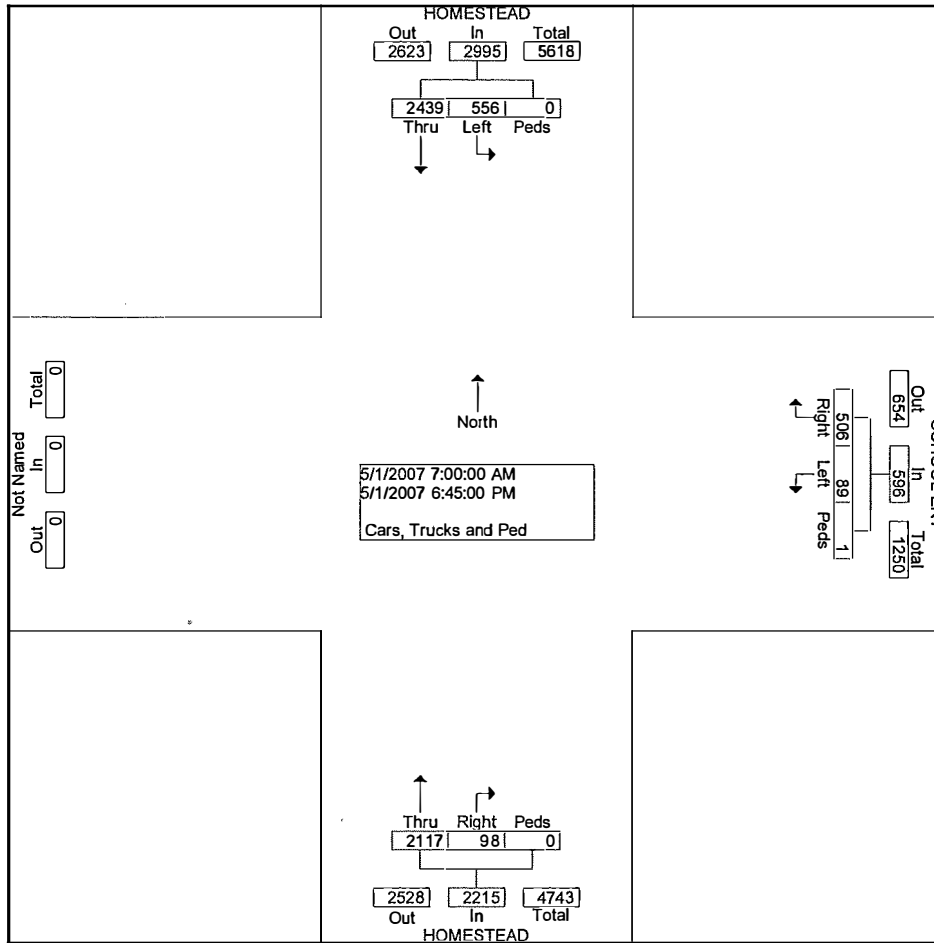 HOMESTEAD
Out In Total
2623 2995 5618
2439 556 0
Thru Left Peds
Not Named
Total In Out
0 0 0
North
5/1/2007 7:00:00 AM
5/1/2007 6:45:00 PM
Cars, Trucks and Ped
Out In Total
654 596 1250
506 89 1
Right Left Peds
Thru Right Peds
2117 98 0
2528 2215 4743
Out In Total
HOMESTEAD